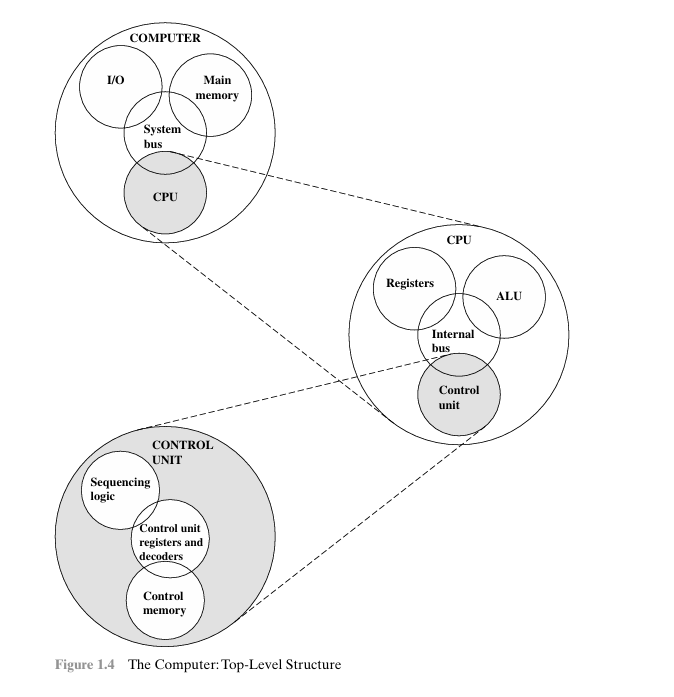 COMPUTER
I/O
Main
memory
System
bus
CPU
CPU
Registers
ALU
Internal
bus
Control
unit
CONTROL
UNIT
Sequencing
logic
Control unit
registers and
decoders
Control
memory
Figure 1.4 The Computer: Top-Level Structure